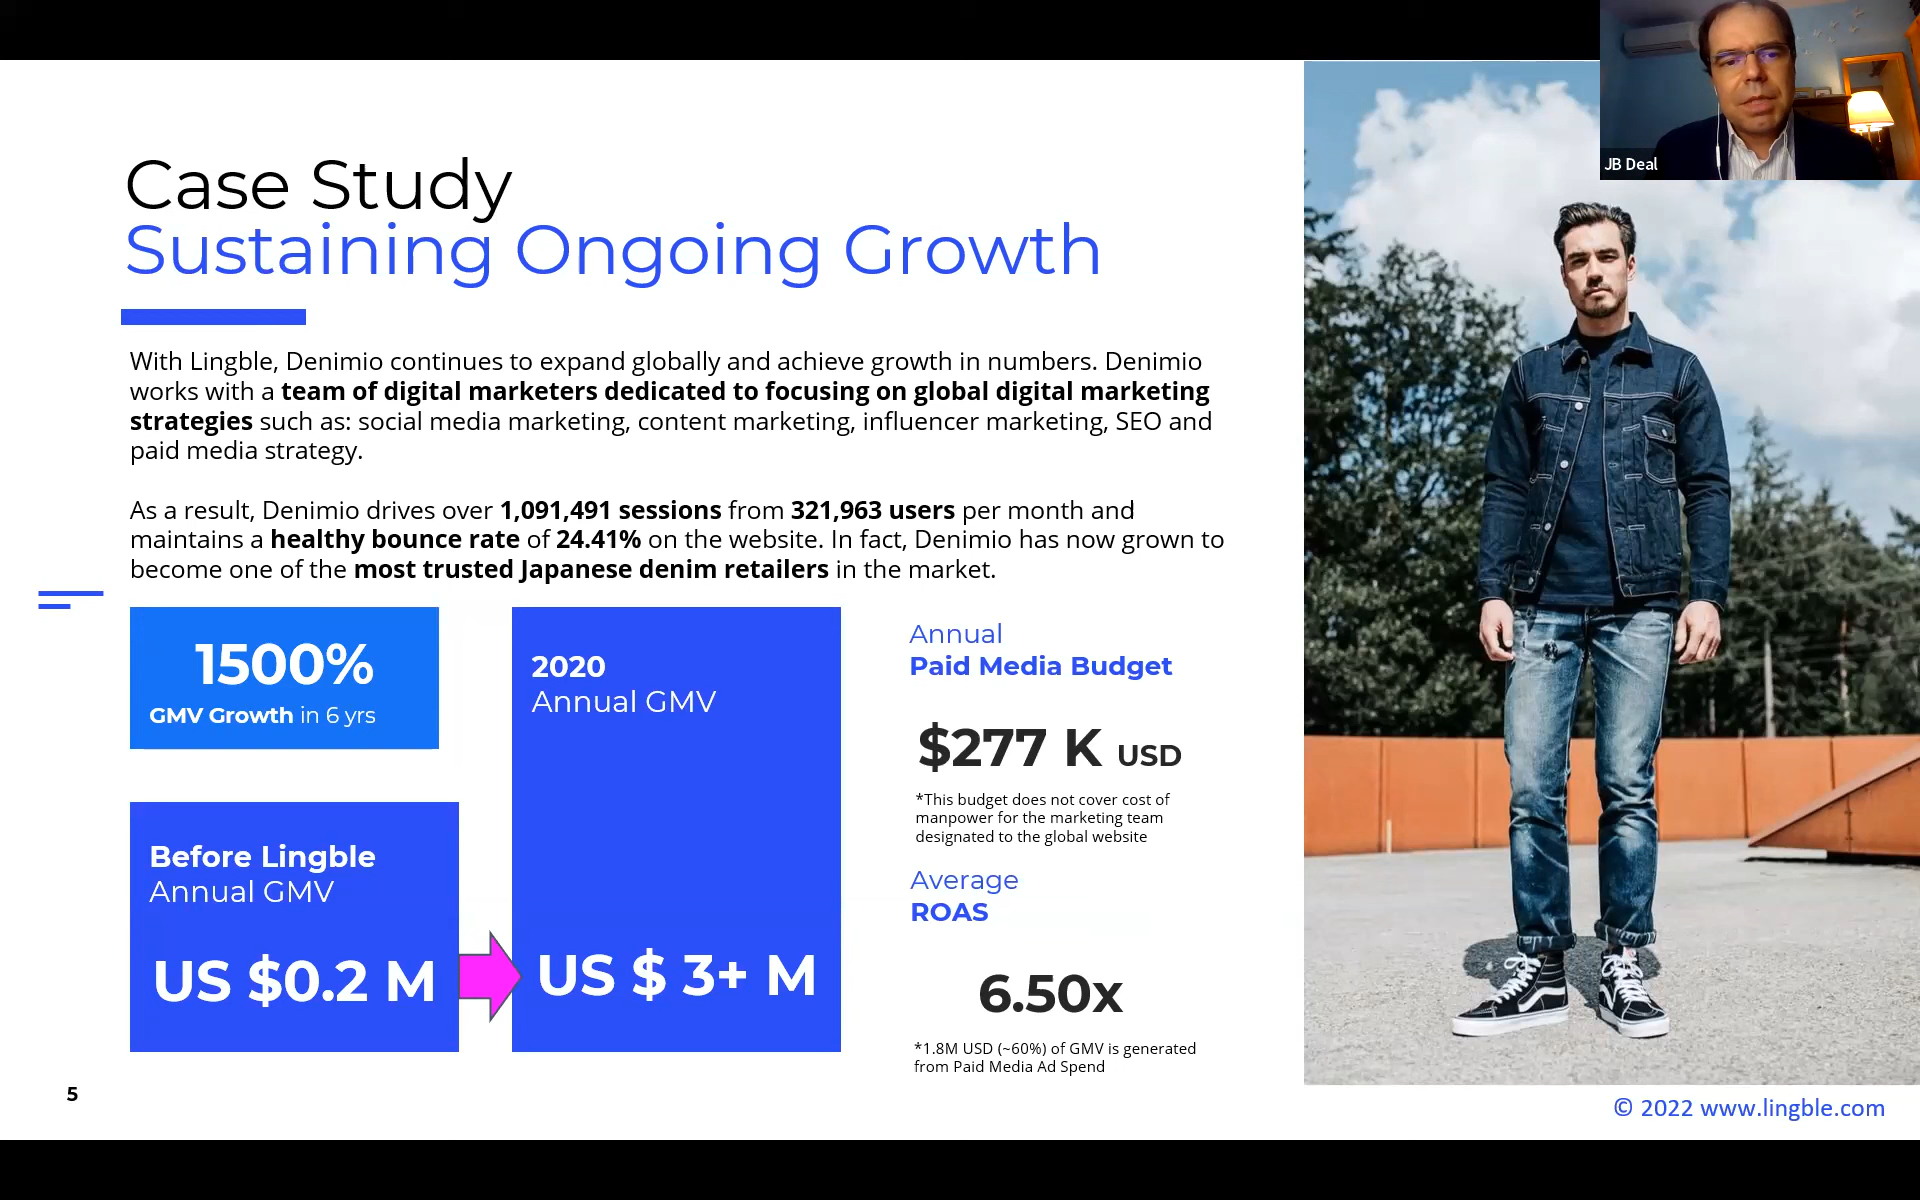 JB Deal
Case Study
Sustaining Ongoing Growth
With Lingble, Denimio continues to expand globally and achieve growth in numbers. Denimio
works with a team of digital marketers dedicated to focusing on global digital marketing
strategies such as: social media marketing, content marketing, influencer marketing, SEO and
paid media strategy.
As a result, Denimio drives over 1,091,491 sessions from 321,963 users per month and
maintains a healthy bounce rate of 24.41% on the website. In fact, Denimio has now grown to
become one of the most trusted Japanese denim retailers in the market.
1500%
GMV Growth in 6 yrs
Before Lingble
Annual GMV
US $0.2 M
2020
Annual GMV
US $ 3+ M
Annual
Paid Media Budget
$277 K USD
*This budget does not cover cost of
manpower for the marketing team
designated to the global website
Average
ROAS
6.50x
*1.8M USD (~60%) of GMV is generated
from Paid Media Ad Spend
5
© 2022 www.lingble.com